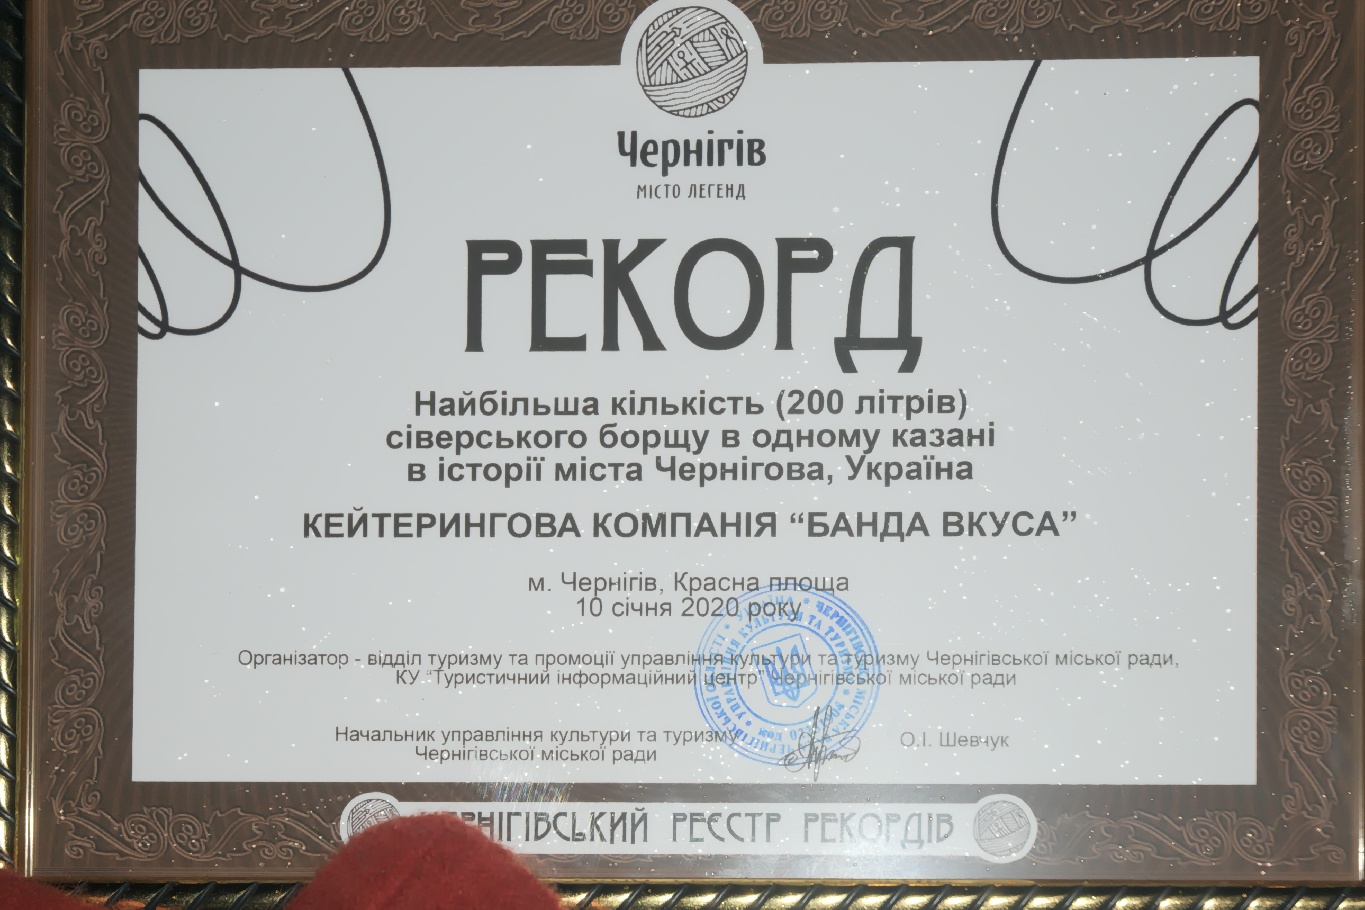 Чернігів
МІСТО ЛЕГЕНД
РЕКОРД
Найбільша кількість (200 літрів)
сіверського борщу в одному казані
в історії міста Чернігова, Україна
КЕЙТЕРИНГОВА КОМПАНІЯ “БАНДА ВКУСА”
м. Чернігів, Красна площа
10 січня 2020 року
Організатор - відділ туризму та промоції управління культури та туризму Чернігівської міської ради,
КУ “Туристичний інформаційний центр” Чернігівської міської ради
Начальник управління культури та туризму
Чернігівської міської ради
О.І. Шевчук
РЕЄСТР РЕКОРДІВ